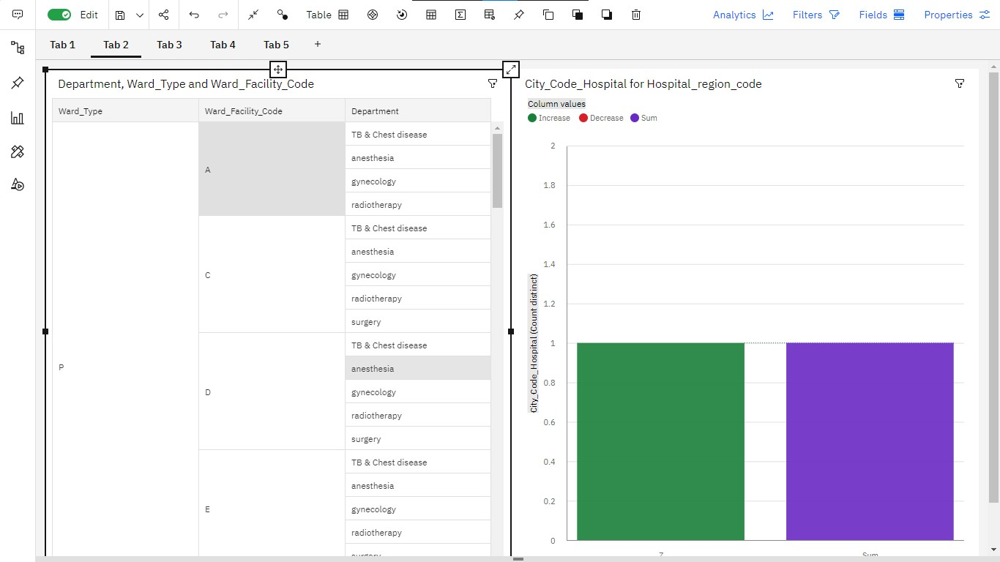 Edit
Table
Analytics
Filters
Fields
Properties
Tab 1
Tab 2
Tab 3
Tab 4
Tab 5
+
Department, Ward_Type and Ward_Facility_Code
Ward_Type
Ward_Facility_Code
Department
P
A
TB & Chest disease
anesthesia
gynecology
radiotherapy
C
TB & Chest disease
anesthesia
gynecology
radiotherapy
surgery
D
TB & Chest disease
anesthesia
gynecology
radiotherapy
surgery
E
TB & Chest disease
anesthesia
gynecology
radiotherapy
surgery
City_Code_Hospital for Hospital_region_code
Column values
Increase
Decrease
Sum
City_Code_Hospital (Count distinct)
2
1.8
1.6
1.4
1.2
1
0.8
0.6
0.4
0.2
0
Sum